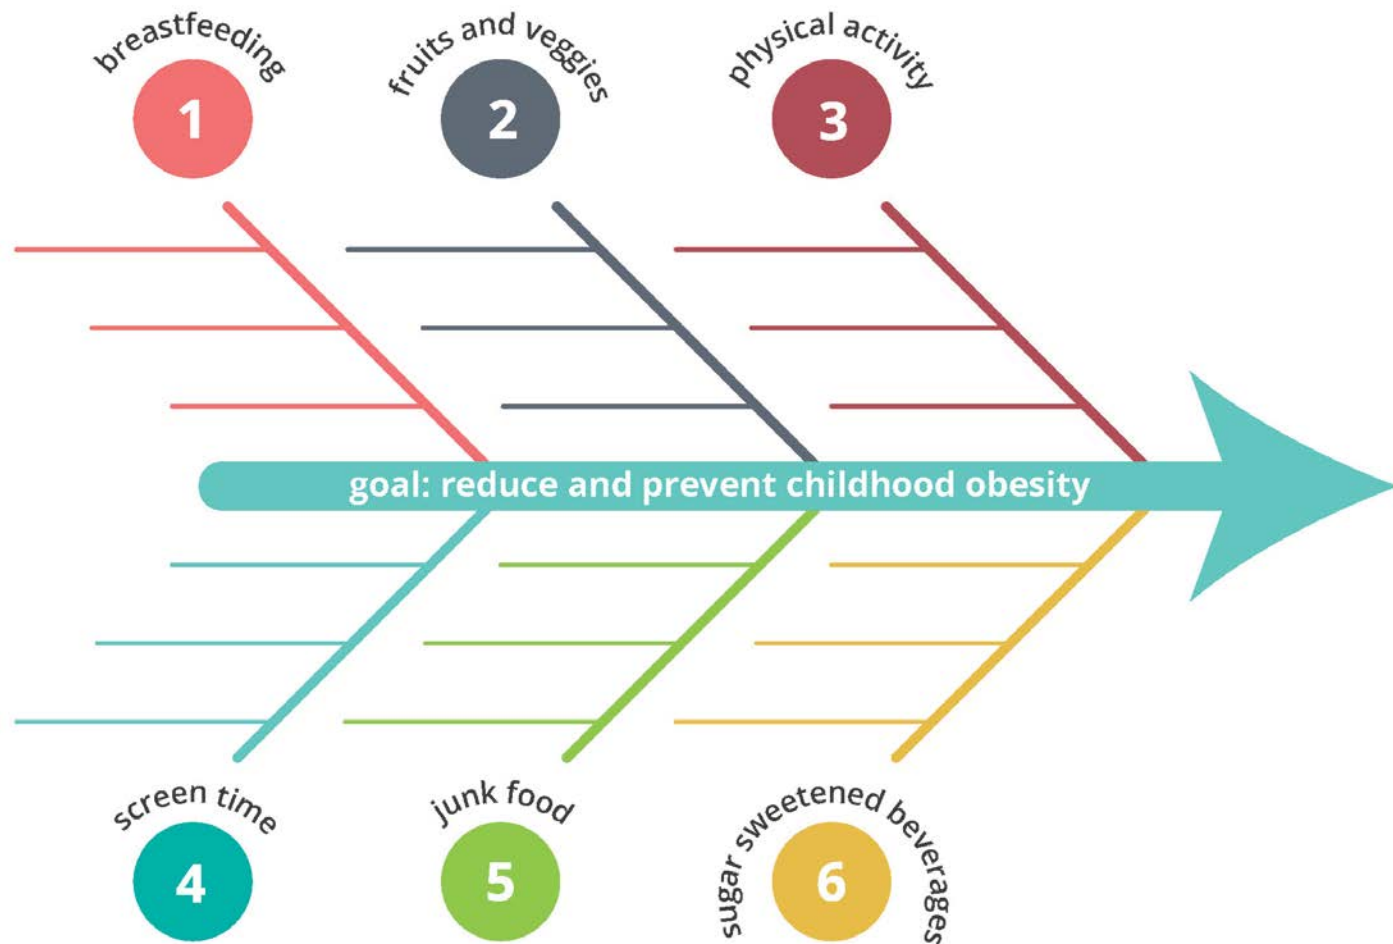 breastfeeding
1
fruits and veggies
2
physical activity
3
goal: reduce and prevent childhood obesity
screen time
4
junk food
5
sugar sweetened beverages
6